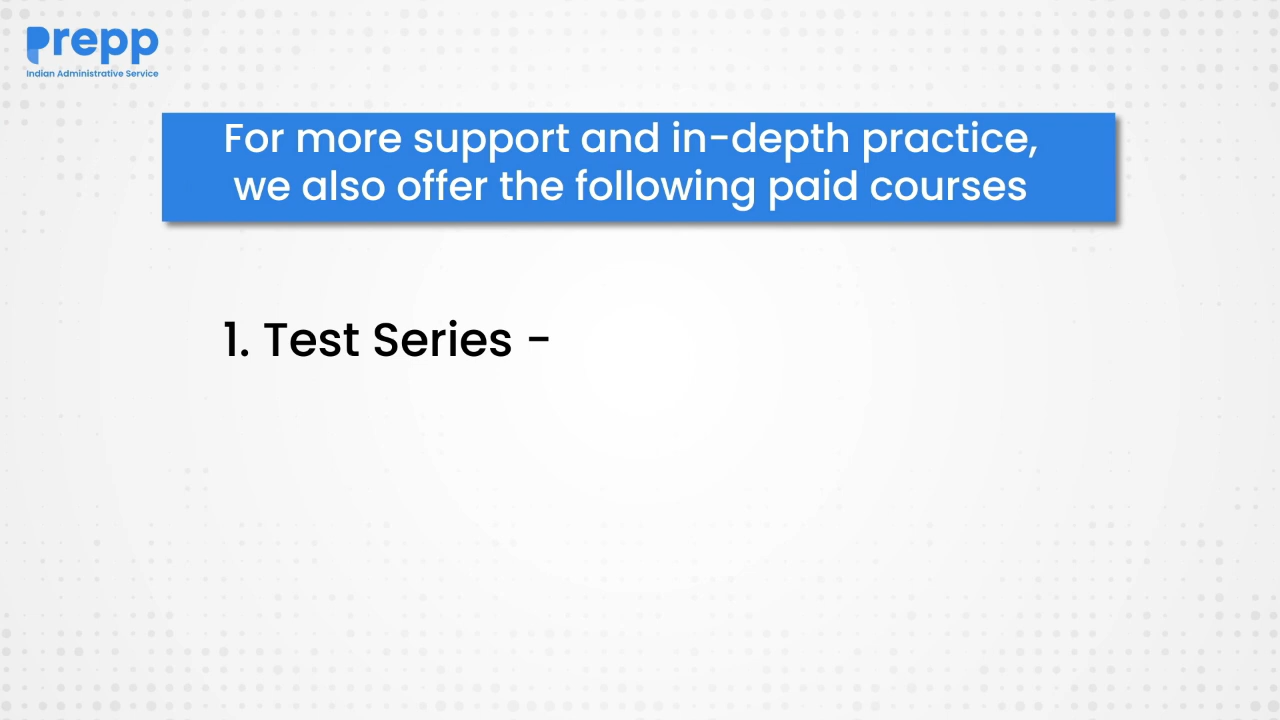 Prepp
Indian Administrative Service
For more support and in-depth practice,
we also offer the following paid courses
1. Test Series -